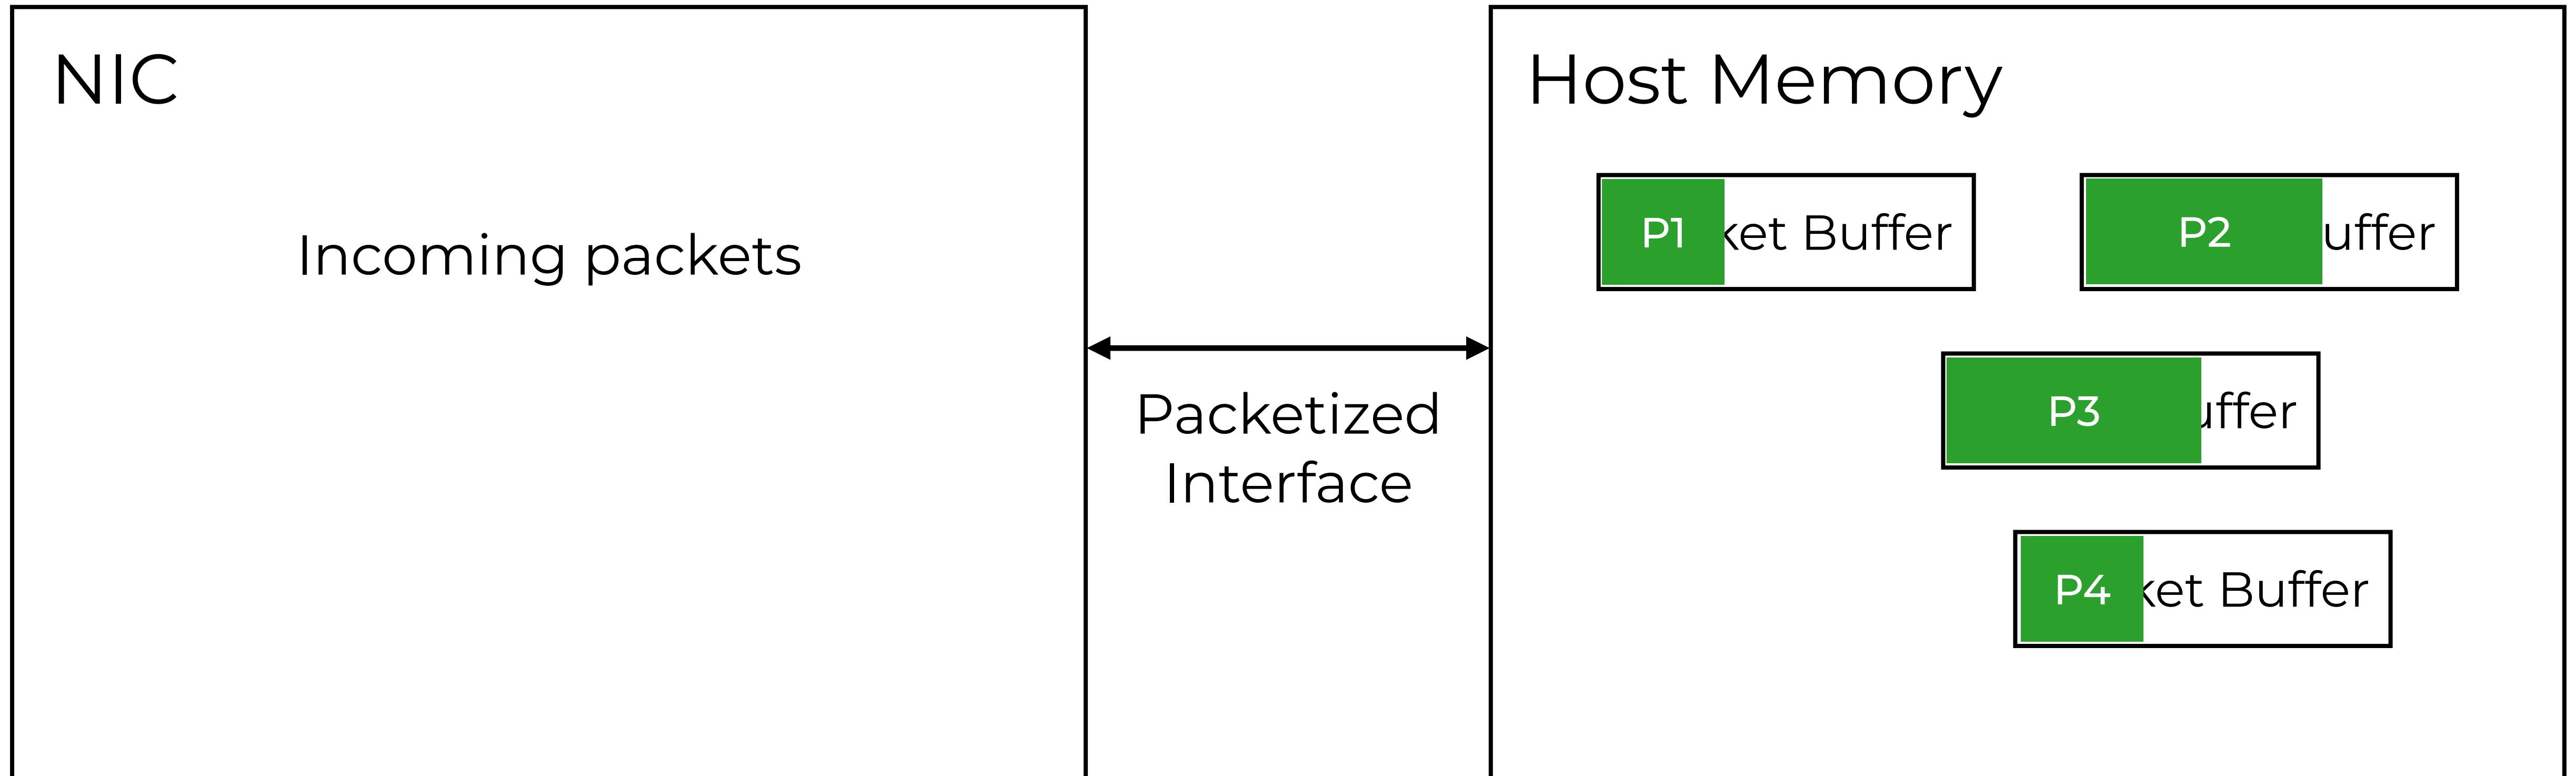 NIC
Host Memory
Incoming packets
P1 ket Buffer
P2 uffer
Packetized
Interface
P3 uffer
P4 ket Buffer